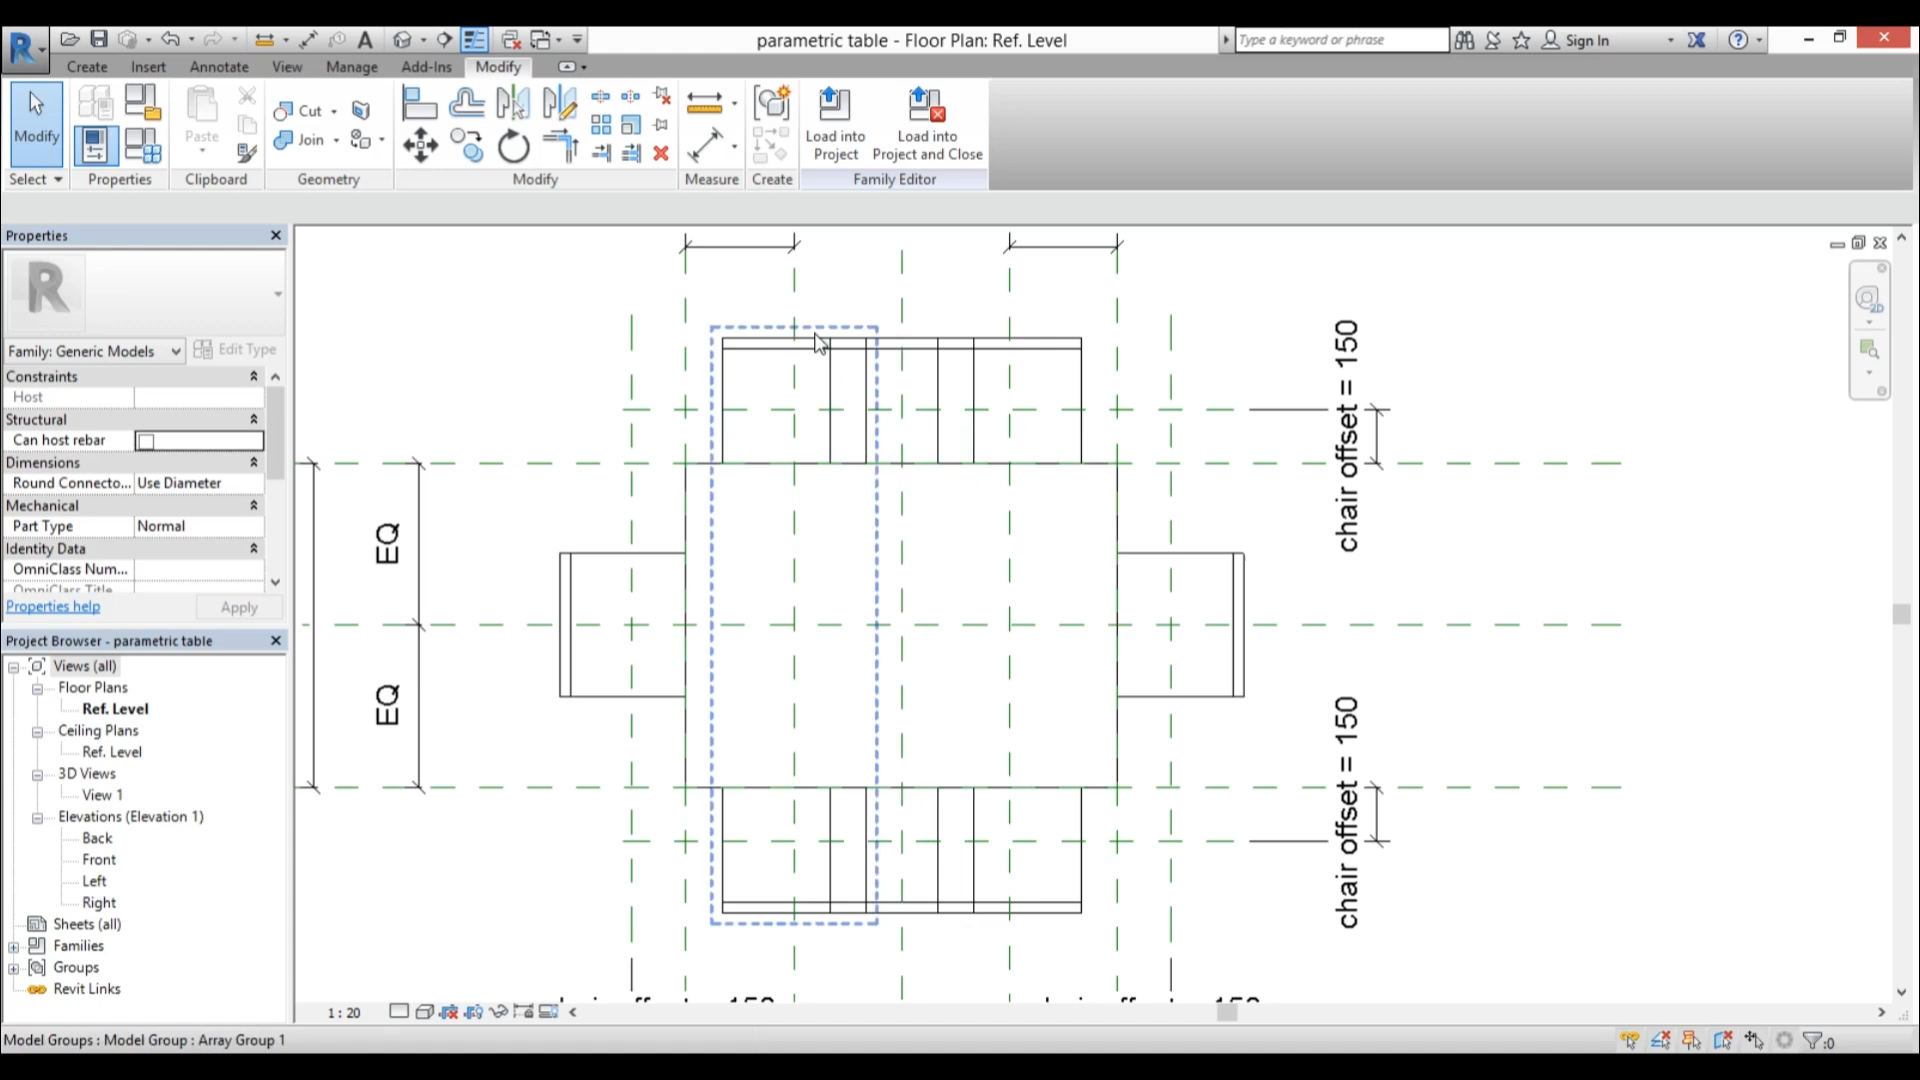 parametric table - Floor Plan: Ref. Level
Type a keyword or phrase
Sign In
Create Insert Annotate View Manage Add-Ins Modify
Modify
Paste
Cut
Join
Load into Project
Load into Project and Close
Select Properties Clipboard Geometry Modify Measure Create Family Editor
Properties
Family: Generic Models
Edit Type
Constraints
Host
Structural
Can host rebar
Dimensions
Round Connecto... Use Diameter
Mechanical
Part Type Normal
Identity Data
OmniClass Num...
OmniClass Title
Properties help
Apply
Project Browser - parametric table
Views (all)
Floor Plans
Ref. Level
Ceiling Plans
Ref. Level
3D Views
View 1
Elevations (Elevation 1)
Back
Front
Left
Right
Sheets (all)
Families
Groups
Revit Links
EQ
EQ
chair offset = 150
chair offset = 150
2D
1 : 20
Model Groups : Model Group : Array Group 1
:0